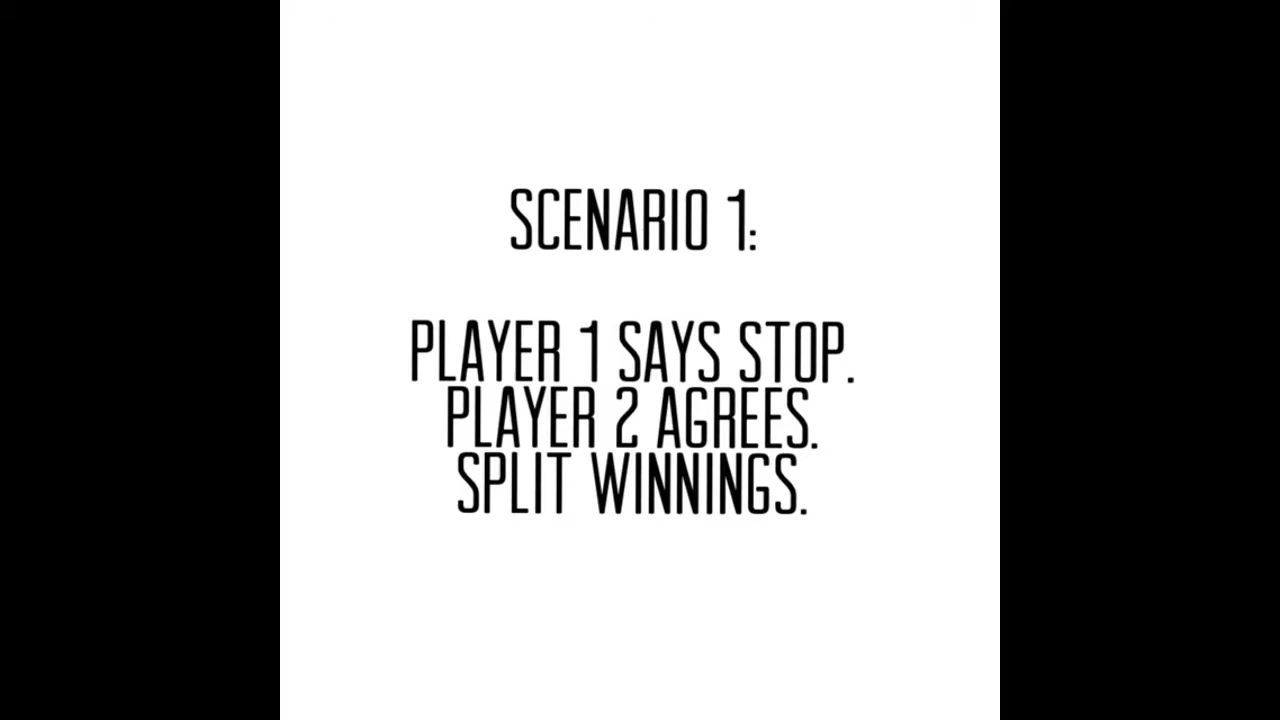 SCENARIO 1:
PLAYER 1 SAYS STOP.
PLAYER 2 AGREES.
SPLIT WINNINGS.